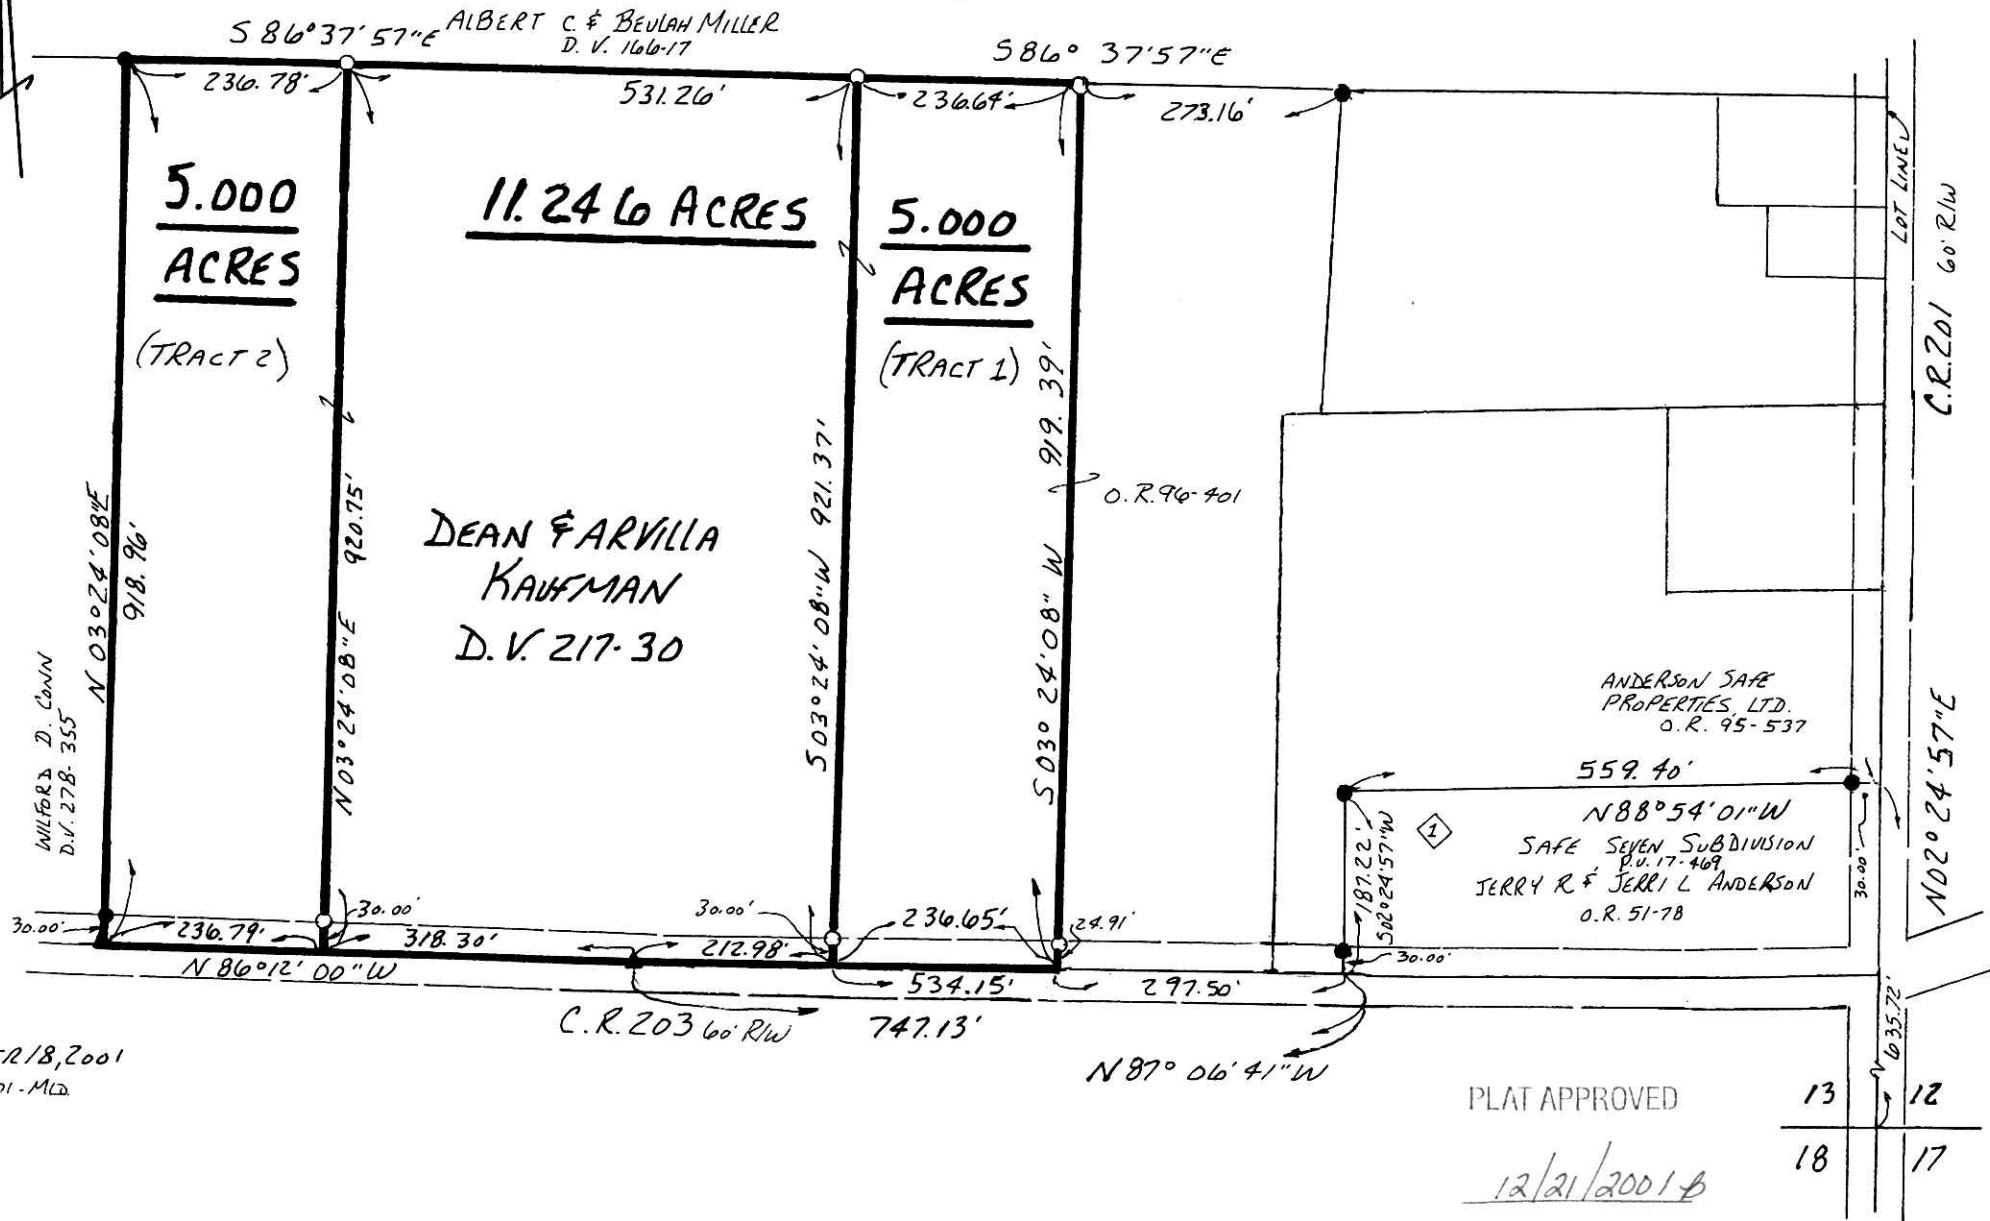 ALBERT C. & BEULAH MILLER
D. V. 166-17
S 86° 37' 57" E
S 86° 37' 57" E
236.78'
531.26'
236.64'
273.16'
5.000
ACRES
(TRACT 2)
11.246 ACRES
5.000
ACRES
(TRACT 1)
LOT LINE
C.R. 201 60' R/W
N 03° 24' 08" E
918.96'
N 03° 24' 08" E 920.75'
S 03° 24' 08" W 921.37'
S 03° 24' 08" W 919.39'
O.R. 96-401
DEAN & ARVILLA
KAUFMAN
D.V. 217-30
WILFORD D. CONN
D.V. 278-355
ANDERSON SAFE
PROPERTIES, LTD.
O.R. 95-537
559.40'
N 88° 54' 01" W
1
SAFE SEVEN SUBDIVISION
P.V. 17-469
JERRY R & JERRI L ANDERSON
O.R. 51-78
187.22'
S 02° 24' 57" W
30.00'
N 02° 24' 57" E
30.00'
236.79'
30.00'
318.30'
30.00'
212.98'
236.65'
24.91'
30.00'
N 86° 12' 00" W
534.15'
297.50'
C.R. 203 60' R/W
747.13'
N 87° 06' 41" W
635.72'
R 18, 2001
01-MLD
PLAT APPROVED
12/21/2001
13
12
18
17